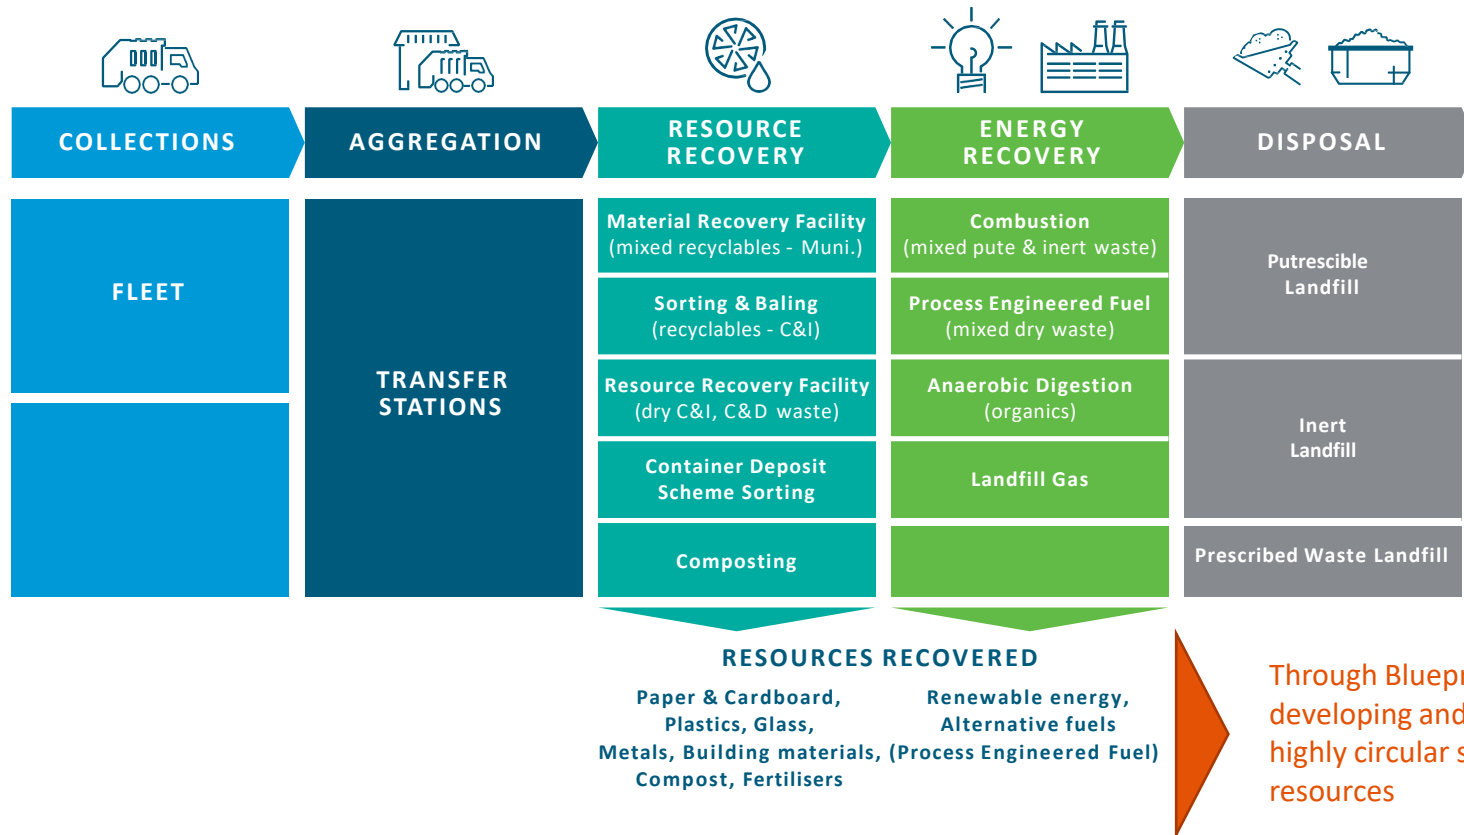 COLLECTIONS
AGGREGATION
RESOURCE
RECOVERY
ENERGY
RECOVERY
DISPOSAL
FLEET
TRANSFER
STATIONS
Material Recovery Facility
(mixed recyclables - Muni.)
Sorting & Baling
(recyclables - C&I)
Resource Recovery Facility
(dry C&I, C&D waste)
Container Deposit
Scheme Sorting
Composting
Combustion
(mixed pute & inert waste)
Process Engineered Fuel
(mixed dry waste)
Anaerobic Digestion
(organics)
Landfill Gas
Putrescible
Landfill
Inert
Landfill
Prescribed Waste Landfill
RESOURCES RECOVERED
Paper & Cardboard,
Plastics, Glass,
Metals, Building materials,
Compost, Fertilisers
Renewable energy,
Alternative fuels
(Process Engineered Fuel)
Through
developing and
highly circular
resources